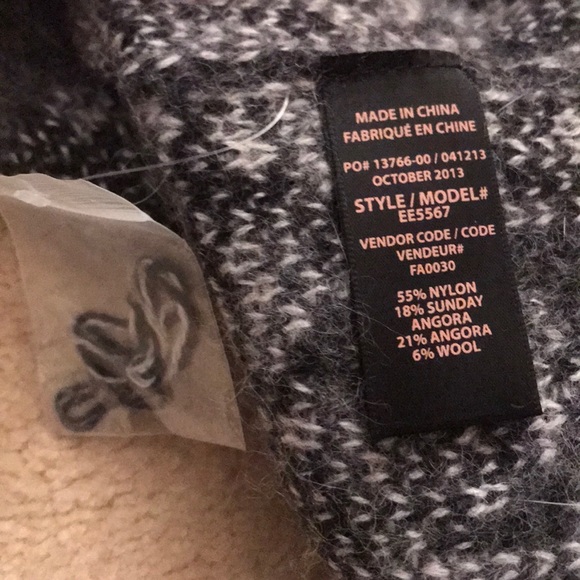 MADE IN CHINA
FABRIQUÉ EN CHINE
PO# 13766-00 / 041213
OCTOBER 2013
STYLE / MODEL#
EE5567
VENDOR CODE / CODE
VENDEUR#
FA0030
55% NYLON
18% SUNDAY
ANGORA
21% ANGORA
6% WOOL